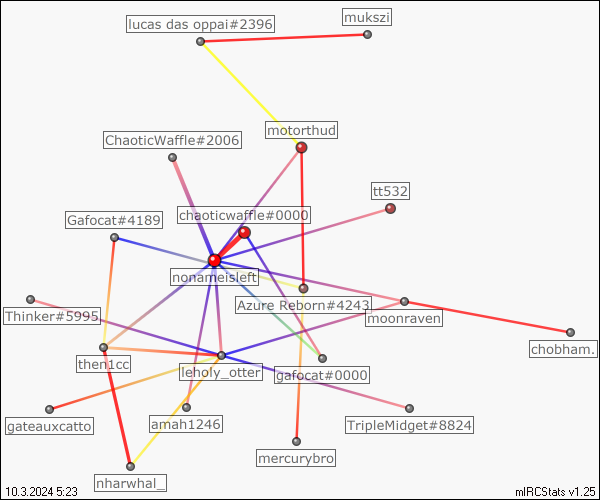 mukszi
lucas das oppai#2396
motorthud
ChaoticWaffle#2006
tt532
chaoticwaffle#0000
Gafocat#4189
nonameisleft
Azure Reborn#4243
Thinker#5995
moonraven
chobham.
then1cc
leholy_otter
gafocat#0000
gateauxcatto
amah1246
TripleMidget#8824
mercurybro
nharwhal_
10.3.2024 5:23
mIRCStats v1.25